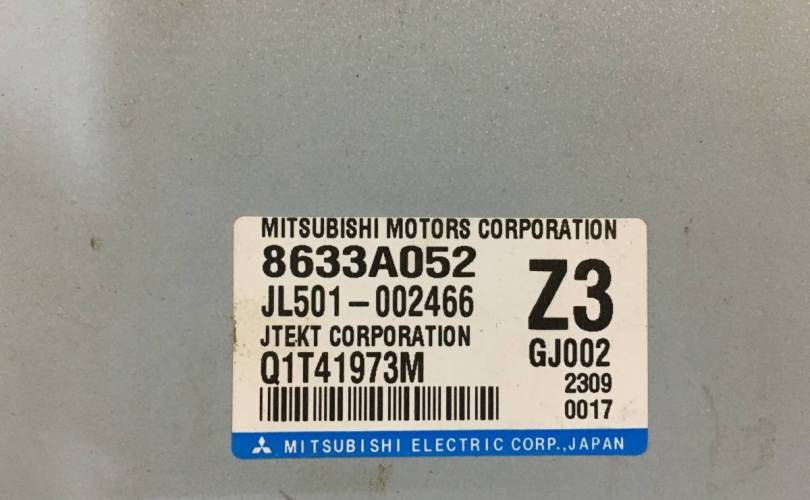 MITSUBISHI MOTORS CORPORATION
8633A052
JL501-002466
JTEKT CORPORATION
Q1T41973M
Z3
GJ002
2309
0017
MITSUBISHI ELECTRIC CORP.,JAPAN